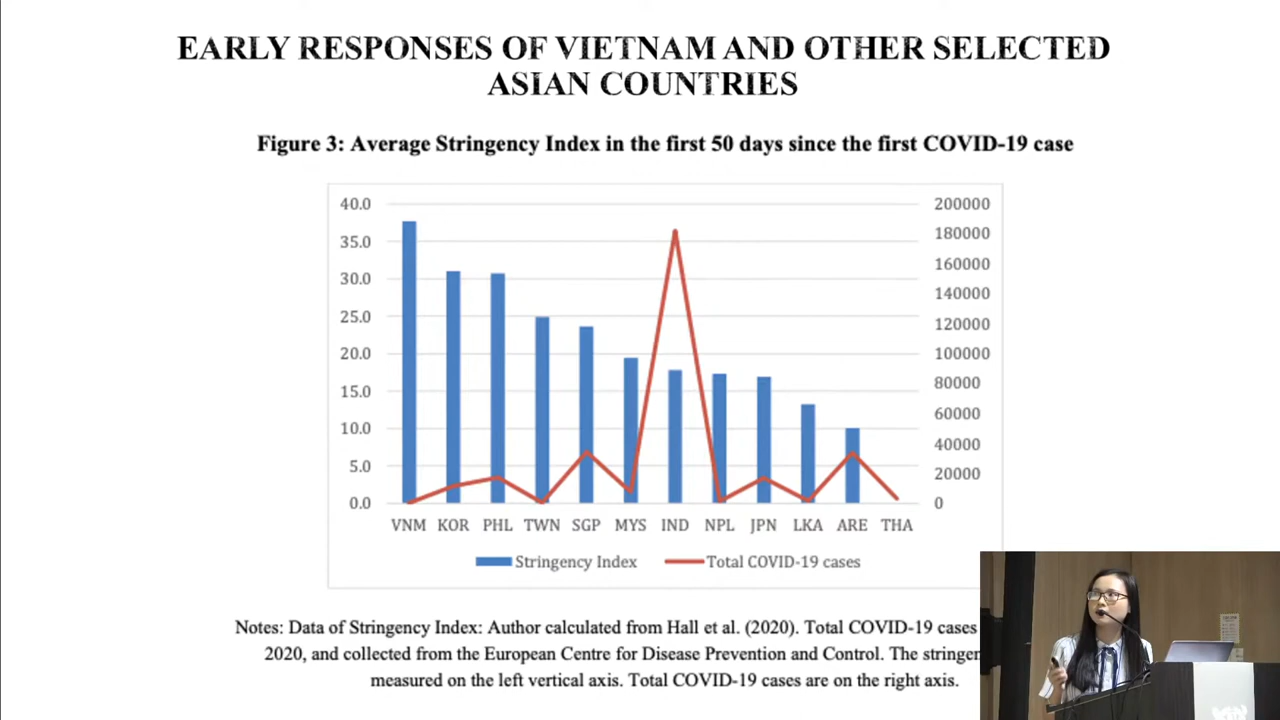 EARLY RESPONSES OF VIETNAM AND OTHER SELECTED
ASIAN COUNTRIES
Figure 3: Average Stringency Index in the first 50 days since the first COVID-19 case
40.0
35.0
30.0
25.0
20.0
15.0
10.0
5.0
0.0
200000
180000
160000
140000
120000
100000
80000
60000
40000
20000
0
VNM KOR PHL TWN SGP MYS IND NPL JPN LKA ARE THA
Stringency Index Total COVID-19 cases
Notes: Data of Stringency Index: Author calculated from Hall et al. (2020). Total COVID-19 cases
2020, and collected from the European Centre for Disease Prevention and Control. The
measured on the left vertical axis. Total COVID-19 cases are on the right axis.